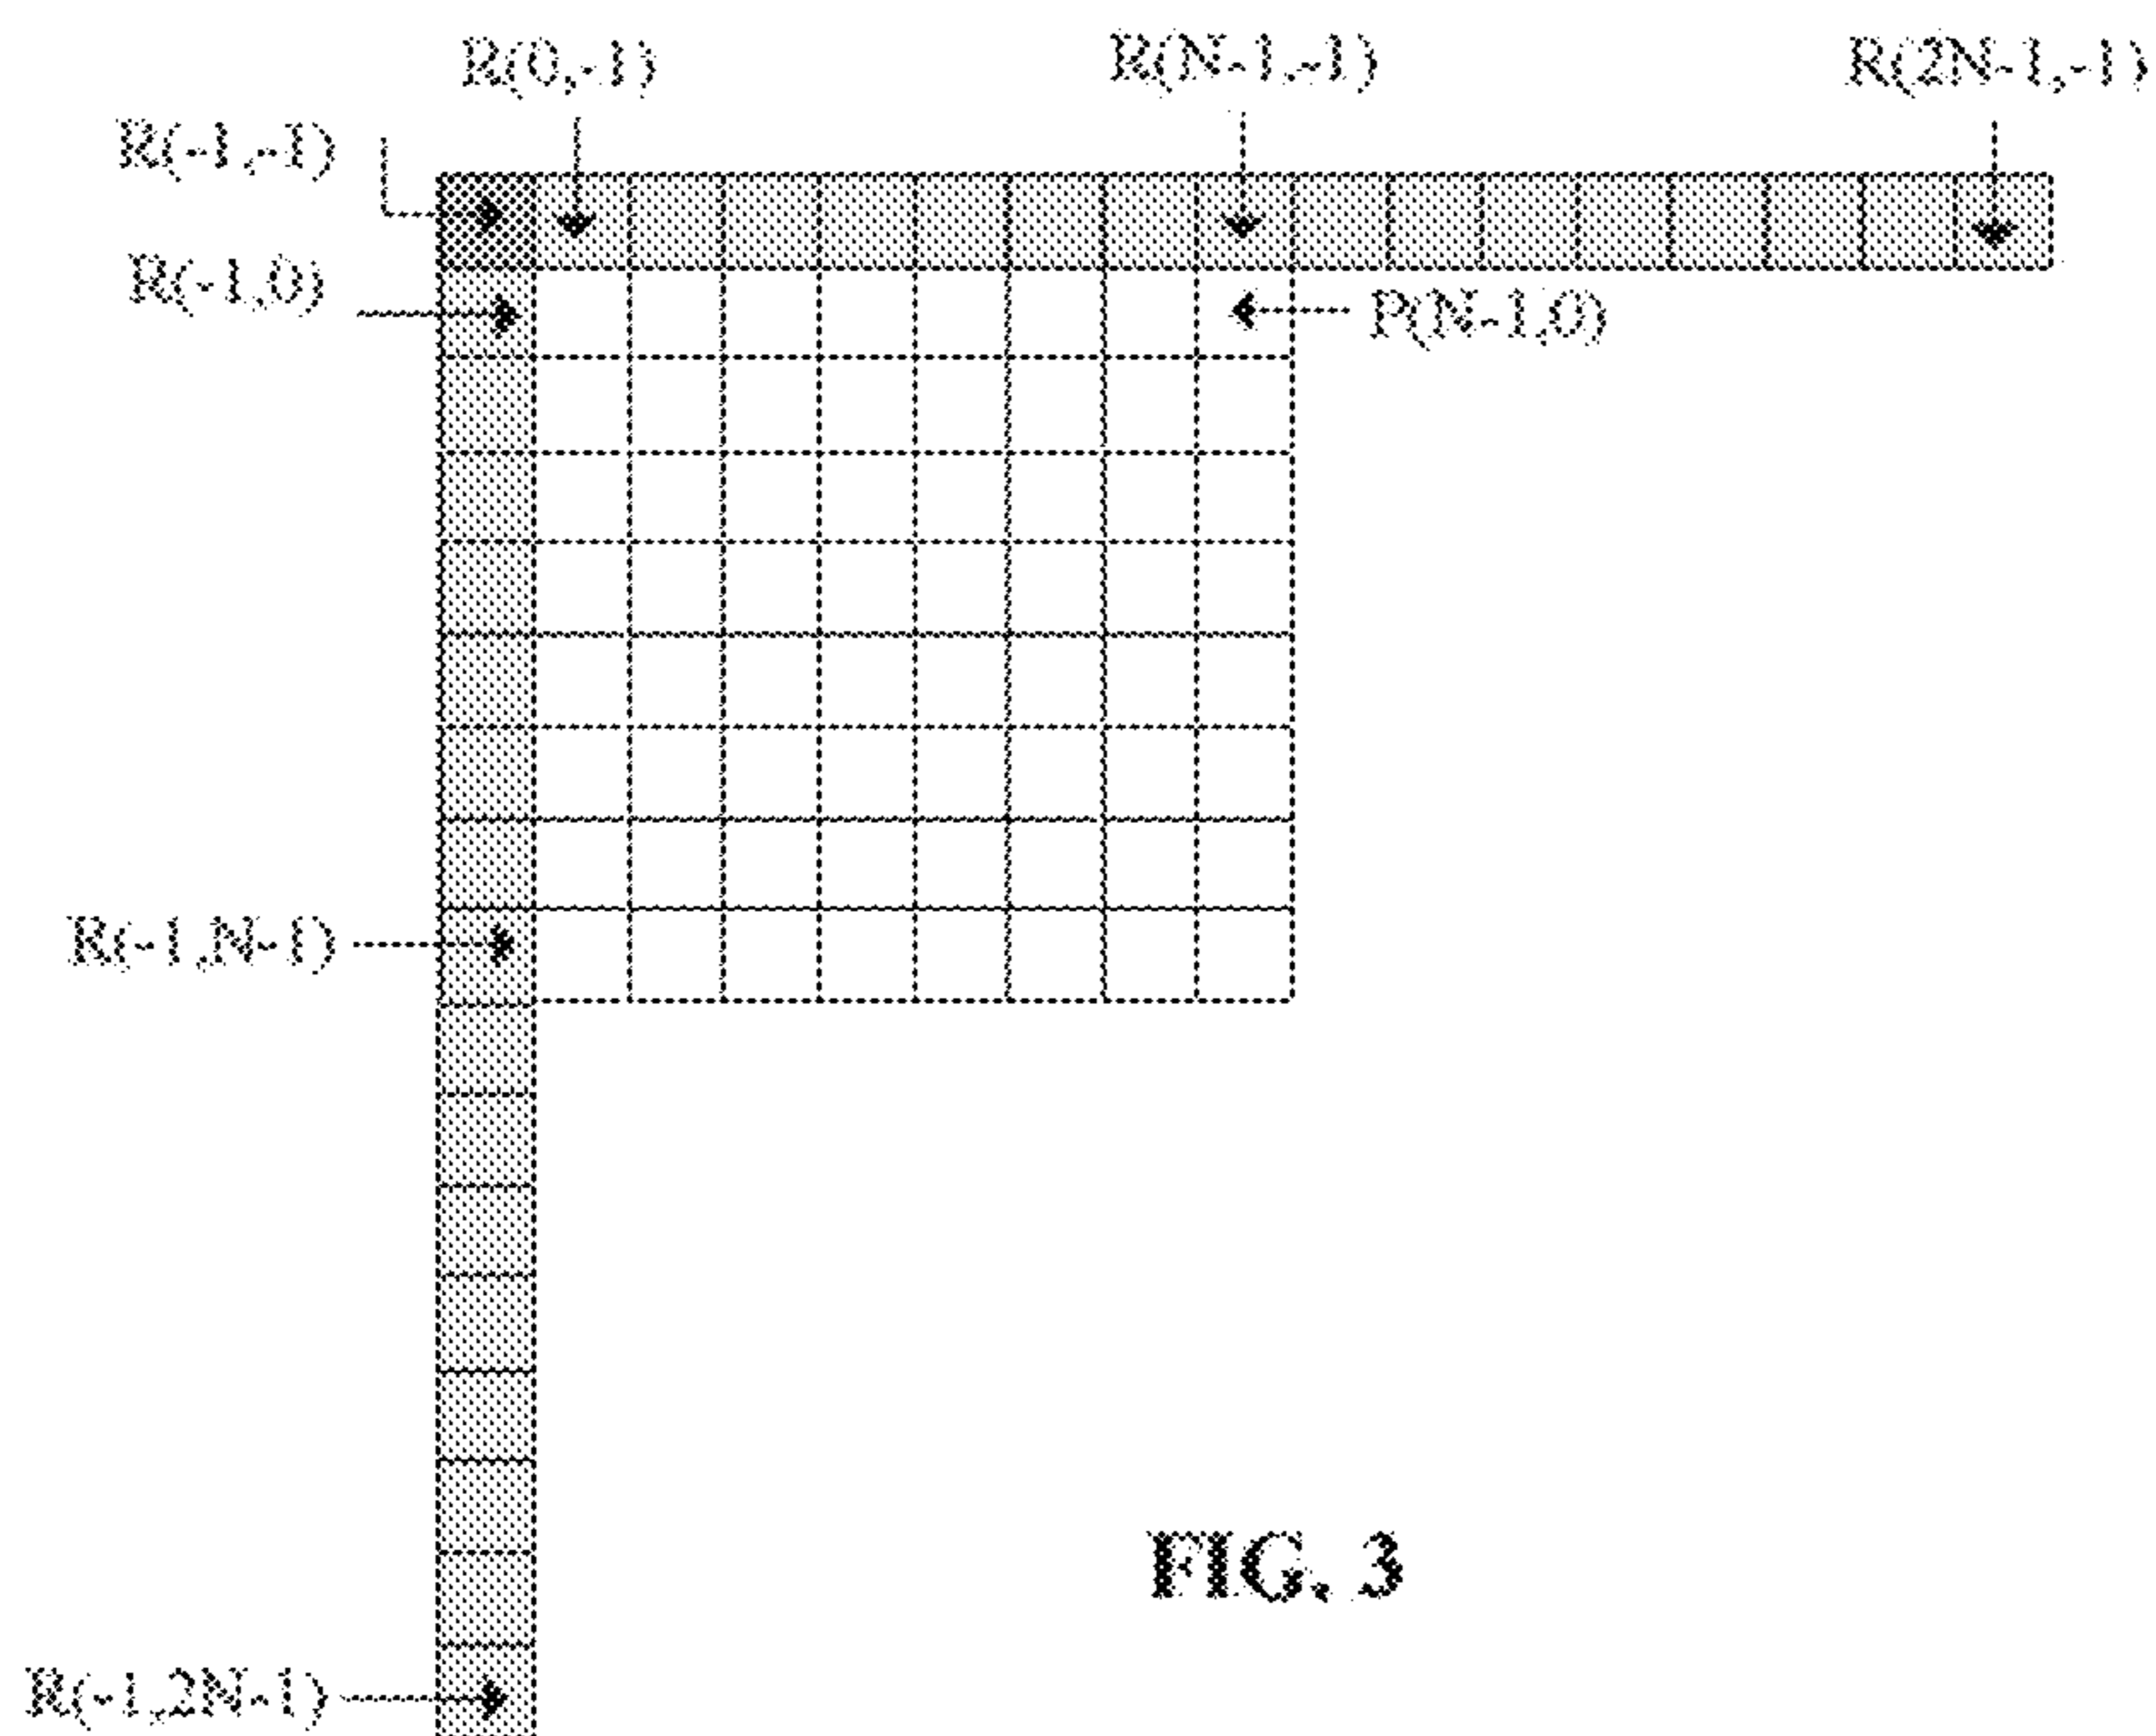 R(0,-1)
R(N-1,-1)
R(2N-1,-1)
R(-1,-1)
R(-1,0)
P(N-1,0)
R(-1,N-1)
FIG. 3
R(-1,2N-1)